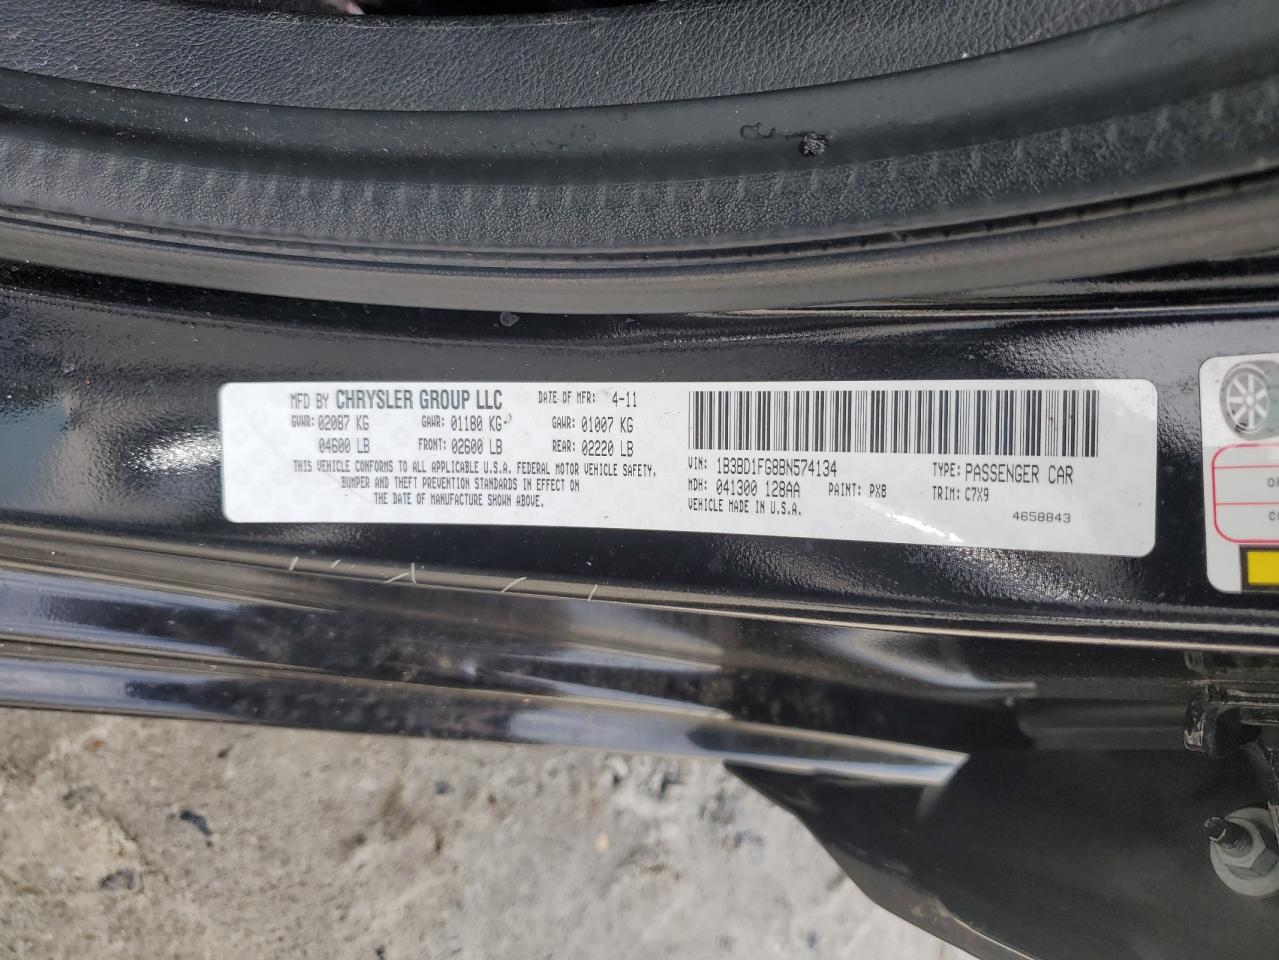 MFD BY CHRYSLER GROUP LLC DATE OF MFR: 4-11
GVWR: 02087 KG GAWR: 01180 KG GAWR: 01007 KG
04600 LB FRONT: 02600 LB REAR: 02220 LB
THIS VEHICLE CONFORMS TO ALL APPLICABLE U.S.A. FEDERAL MOTOR VEHICLE SAFETY,
BUMPER AND THEFT PREVENTION STANDARDS IN EFFECT ON
THE DATE OF MANUFACTURE SHOWN ABOVE.
VIN: 1B3BD1FG8BN574134 TYPE: PASSENGER CAR
MDH: 041300 128AA PAINT: PX8 TRIM: C7X9
VEHICLE MADE IN U.S.A.
4658843